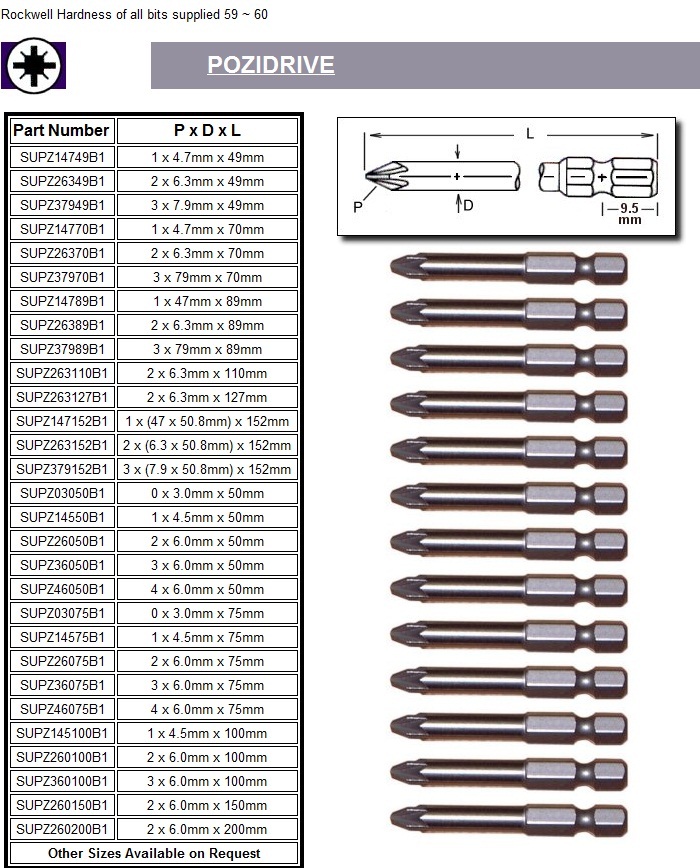 Rockwell Hardness of all bits supplied 59 ~ 60
POZIDRIVE
Part Number P x D x L
SUPZ14749B1 1 x 4.7mm x 49mm
SUPZ26349B1 2 x 6.3mm x 49mm
SUPZ37949B1 3 x 7.9mm x 49mm
SUPZ14770B1 1 x 4.7mm x 70mm
SUPZ26370B1 2 x 6.3mm x 70mm
SUPZ37970B1 3 x 79mm x 70mm
SUPZ14789B1 1 x 47mm x 89mm
SUPZ26389B1 2 x 6.3mm x 89mm
SUPZ37989B1 3 x 79mm x 89mm
SUPZ263110B1 2 x 6.3mm x 110mm
SUPZ263127B1 2 x 6.3mm x 127mm
SUPZ147152B1 1 x (47 x 50.8mm) x 152mm
SUPZ263152B1 2 x (6.3 x 50.8mm) x 152mm
SUPZ379152B1 3 x (7.9 x 50.8mm) x 152mm
SUPZ03050B1 0 x 3.0mm x 50mm
SUPZ14550B1 1 x 4.5mm x 50mm
SUPZ26050B1 2 x 6.0mm x 50mm
SUPZ36050B1 3 x 6.0mm x 50mm
SUPZ46050B1 4 x 6.0mm x 50mm
SUPZ03075B1 0 x 3.0mm x 75mm
SUPZ14575B1 1 x 4.5mm x 75mm
SUPZ26075B1 2 x 6.0mm x 75mm
SUPZ36075B1 3 x 6.0mm x 75mm
SUPZ46075B1 4 x 6.0mm x 75mm
SUPZ145100B1 1 x 4.5mm x 100mm
SUPZ260100B1 2 x 6.0mm x 100mm
SUPZ360100B1 3 x 6.0mm x 100mm
SUPZ260150B1 2 x 6.0mm x 150mm
SUPZ260200B1 2 x 6.0mm x 200mm
Other Sizes Available on Request
L
P
D
9.5
mm